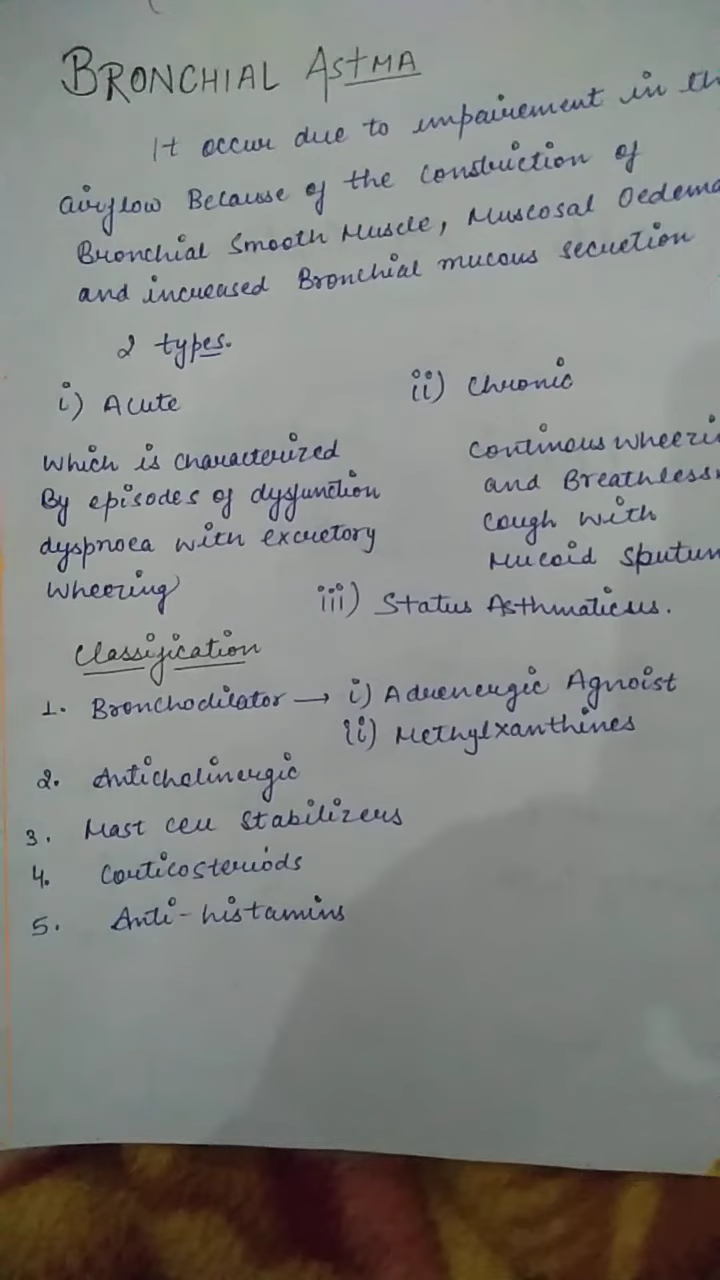 BRONCHIAL ASTMA
It occur due to impairement in th
airflow Because of the construction of
Bronchial Smooth Muscle, Muscosal Oedema
and increased Bronchial mucous secretion
2 types.
i) Acute
ii) Chronic
Which is characterized
By episodes of dysfunction
dyspnoea with excretory
wheering
continous wheeri
and Breathless
cough with
Mucoid Sputum
iii) Status Asthmaticus.
Classification
1. Bronchodilator → i) Adrenergic Agnoist
ii) Methylxanthines
2. Anticholinergic
3. Mast cell stabilizers
4. Corticosteriods
5. Anti-histamins